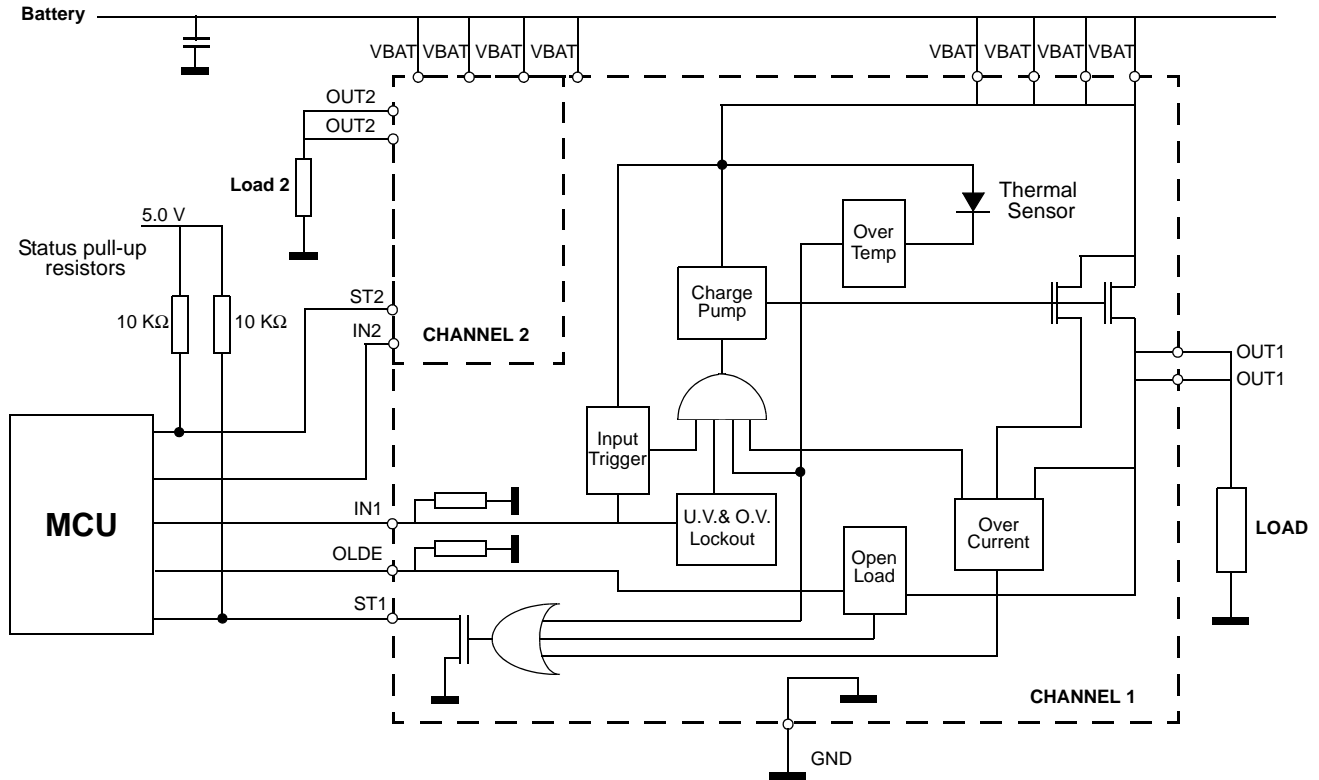 Battery
VBAT VBAT VBAT VBAT
VBAT VBAT VBAT VBAT
OUT2
OUT2
Load 2
5.0 V
Status pull-up
resistors
10 KΩ
10 KΩ
ST2
IN2
CHANNEL 2
Thermal
Sensor
Over
Temp
Charge
Pump
OUT1
OUT1
Input
Trigger
MCU
IN1
OLDE
ST1
U.V.& O.V.
Lockout
Open
Load
Over
Current
LOAD
CHANNEL 1
GND